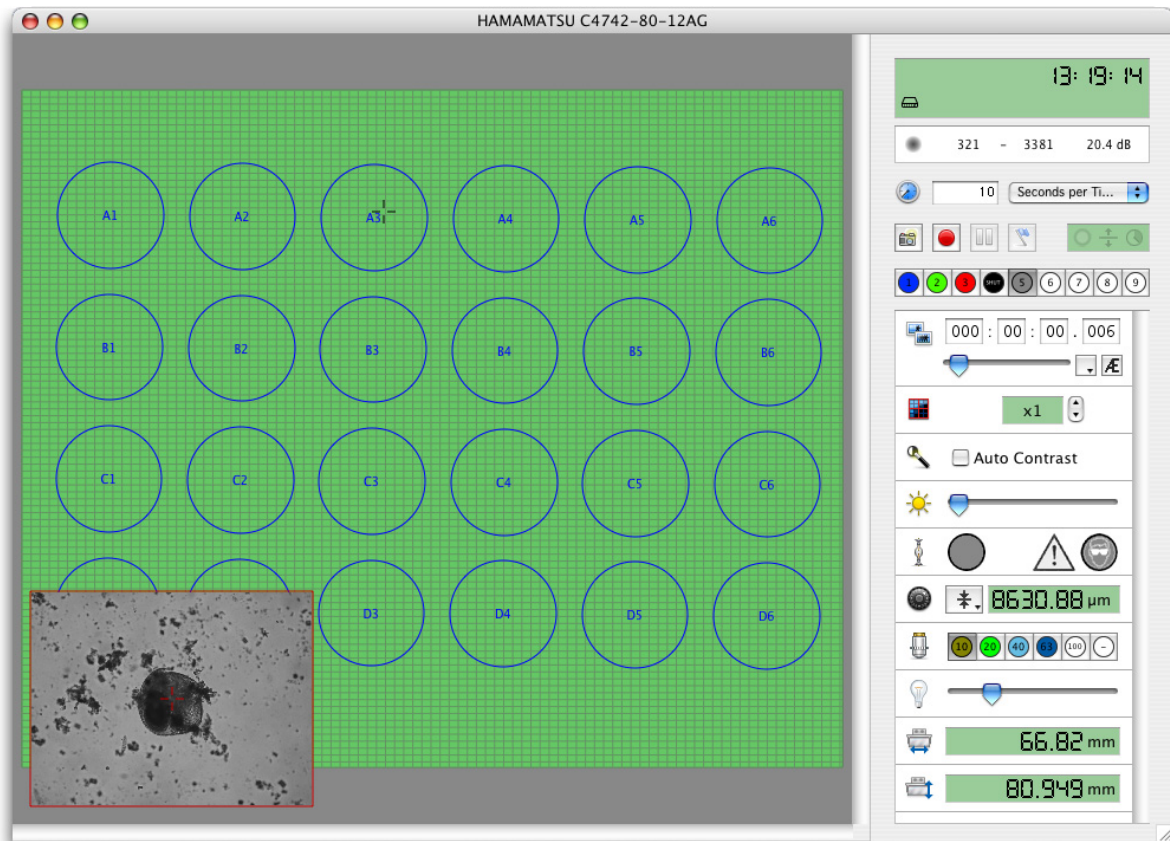 HAMAMATSU C4742-80-12AG
13:19:14
321 - 3381 20.4 dB
10 Seconds per Ti...
1 2 3 SHUT 5 6 7 8 9
000 : 00 : 00 . 006
Æ
x1
Auto Contrast
8630.88 µm
10 20 40 63 100 -
66.82 mm
80.949 mm
A1 A2 A3 A4 A5 A6
B1 B2 B3 B4 B5 B6
C1 C2 C3 C4 C5 C6
D3 D4 D5 D6